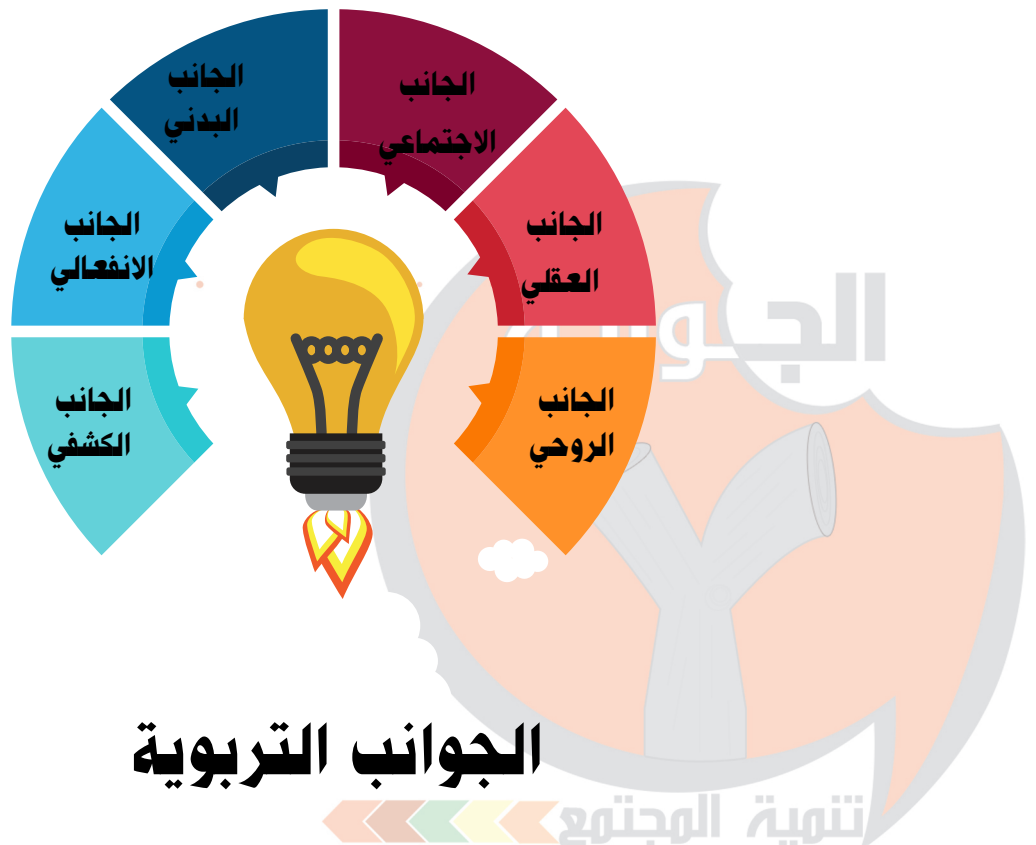 الجانب
الروحي
الجانب
العقلي
الجانب
الاجتماعي
الجانب
البدني
الجانب
الانفعالي
الجانب
الكشفي
الجوانب التربوية
تنمية المجتمع